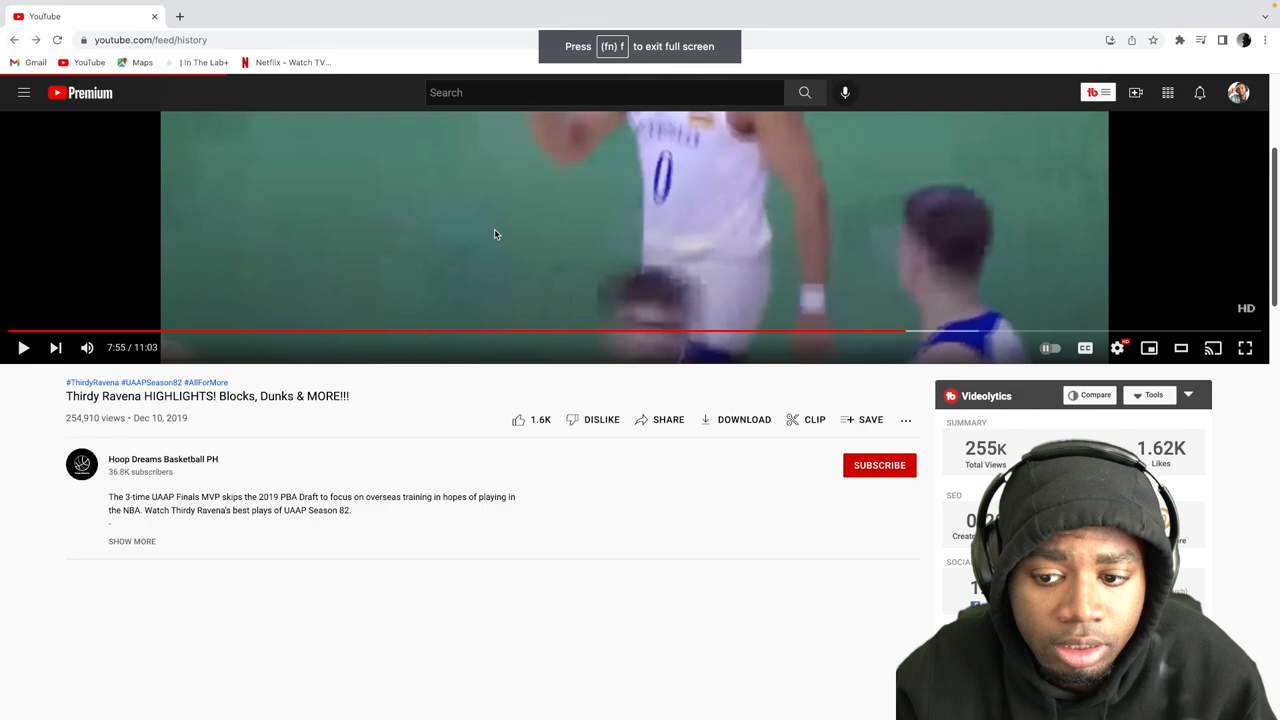 YouTube
youtube.com/feed/history
Press (fn) f to exit full screen
Gmail YouTube Maps | In The Lab+ Netflix - Watch TV...
Premium Search tb
0
HD
7:55 / 11:03 CC HD
#ThirdyRavena #UAAPSeason82 #AllForMore
Thirdy Ravena HIGHLIGHTS! Blocks, Dunks & MORE!!!
254,910 views • Dec 10, 2019 1.6K DISLIKE SHARE DOWNLOAD CLIP SAVE ...
Hoop Dreams Basketball PH
36.8K subscribers
SUBSCRIBE
The 3-time UAAP Finals MVP skips the 2019 PBA Draft to focus on overseas training in hopes of playing in
the NBA. Watch Thirdy Ravena's best plays of UAAP Season 82.
-
SHOW MORE
tb Videolytics Compare Tools
SUMMARY
255K 1.62K
Total Views Likes
SEO